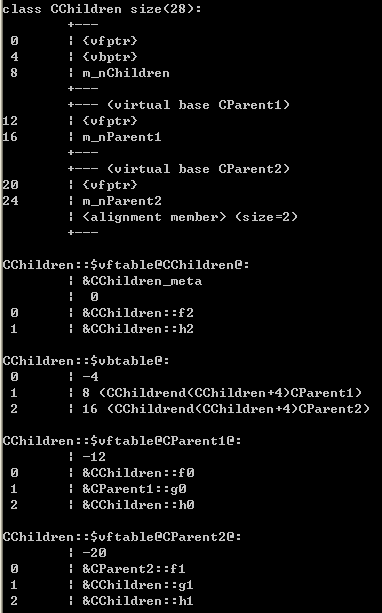 class CChildren size(28):
+---
0 | {vfptr}
4 | {vbptr}
8 | m_nChildren
+---
+--- (virtual base CParent1)
12 | {vfptr}
16 | m_nParent1
+---
+--- (virtual base CParent2)
20 | {vfptr}
24 | m_nParent2
| <alignment member> (size=2)
+---
CChildren::$vftable@CChildren@:
| &CChildren_meta
| 0
0 | &CChildren::f2
1 | &CChildren::h2
CChildren::$vbtable@:
0 | -4
1 | 8 (CChildrend(CChildren+4)CParent1)
2 | 16 (CChildrend(CChildren+4)CParent2)
CChildren::$vftable@CParent1@:
| -12
0 | &CChildren::f0
1 | &CParent1::g0
2 | &CChildren::h0
CChildren::$vftable@CParent2@:
| -20
0 | &CParent2::f1
1 | &CChildren::g1
2 | &CChildren::h1